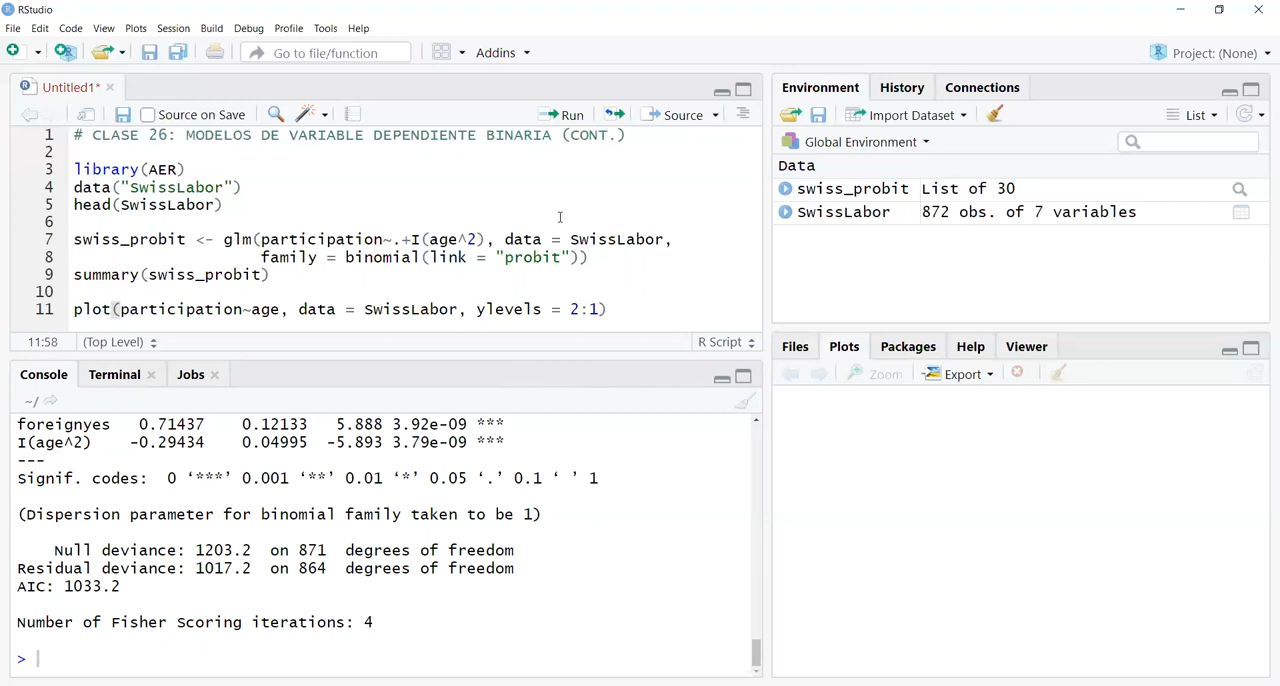 RStudio
File Edit Code View Plots Session Build Debug Profile Tools Help
Go to file/function Addins Project: (None)
Untitled1*
Source on Save Run Source
1 # CLASE 26: MODELOS DE VARIABLE DEPENDIENTE BINARIA (CONT.)
2
3 library(AER)
4 data("SwissLabor")
5 head(SwissLabor)
6
7 swiss_probit <- glm(participation~.+I(age^2), data = SwissLabor,
8 family = binomial(link = "probit"))
9 summary(swiss_probit)
10
11 plot(participation~age, data = SwissLabor, ylevels = 2:1)
11:58 (Top Level) R Script
Console Terminal Jobs
~/
foreignyes 0.71437 0.12133 5.888 3.92e-09 ***
I(age^2) -0.29434 0.04995 -5.893 3.79e-09 ***
---
Signif. codes: 0 ‘***’ 0.001 ‘**’ 0.01 ‘*’ 0.05 ‘.’ 0.1 ‘ ’ 1
(Dispersion parameter for binomial family taken to be 1)
Null deviance: 1203.2 on 871 degrees of freedom
Residual deviance: 1017.2 on 864 degrees of freedom
AIC: 1033.2
Number of Fisher Scoring iterations: 4
>
Environment History Connections
Import Dataset List
Global Environment
Data
swiss_probit List of 30
SwissLabor 872 obs. of 7 variables
Files Plots Packages Help Viewer
Zoom Export